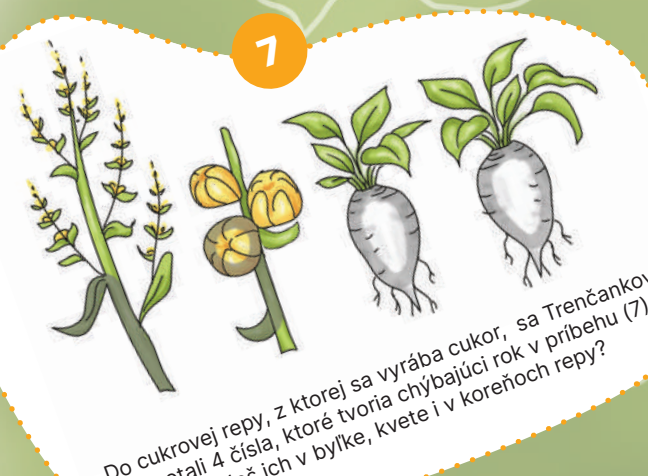 7
Do cukrovej repy, z ktorej sa vyrába cukor, sa Trenčankov
4 čísla, ktoré tvoria chýbajúci rok v príbehu (7)
ich v byľke, kvete i v koreňoch repy?